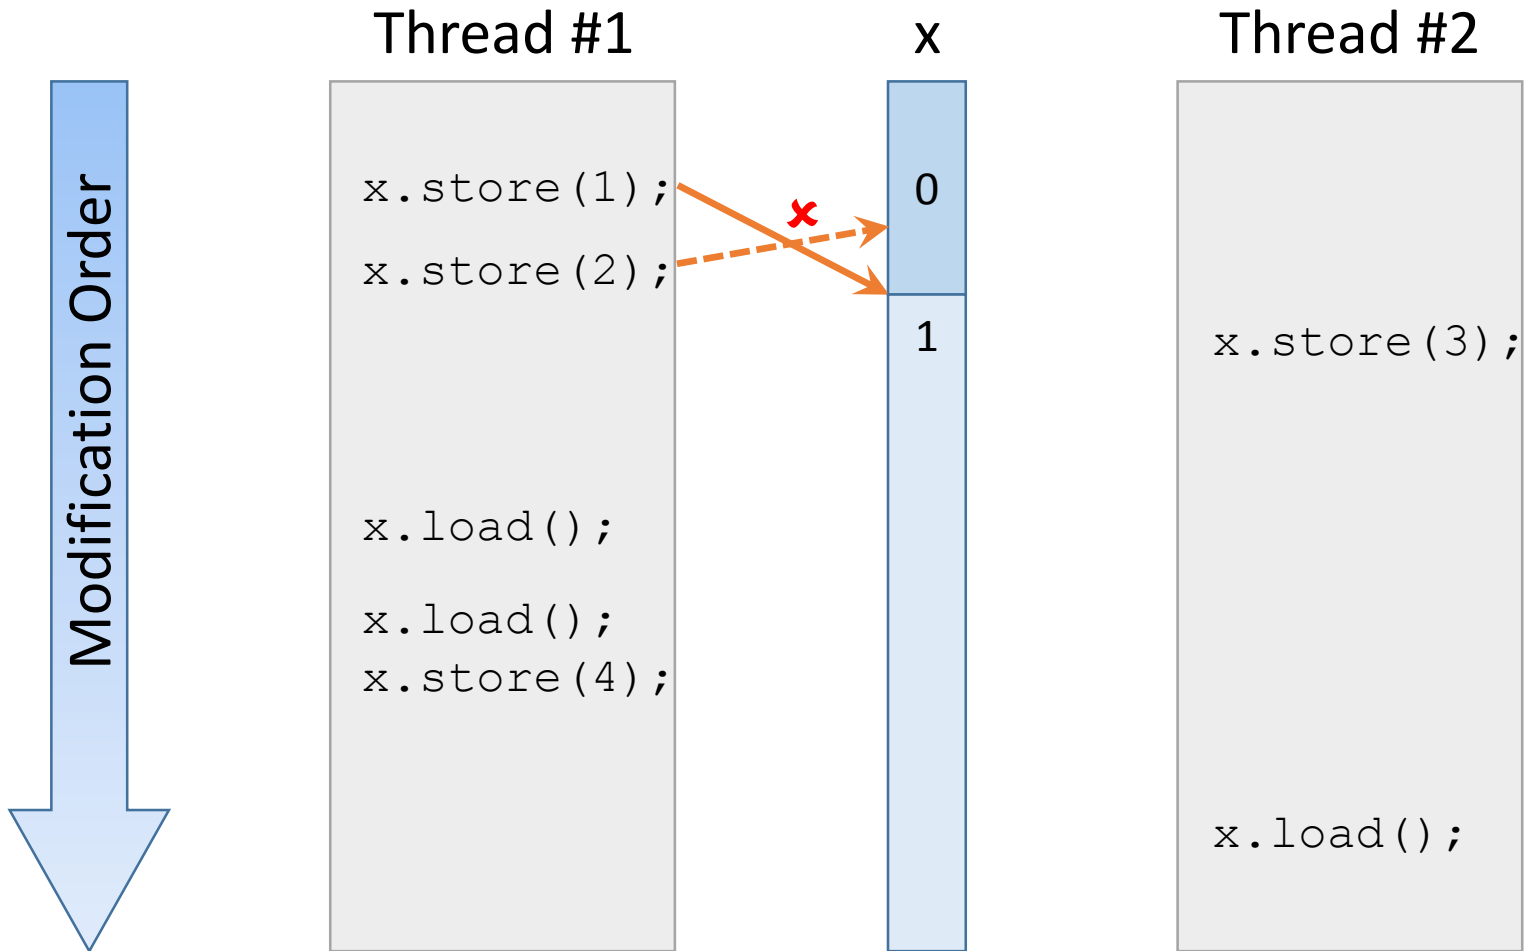 Thread #1
x
Thread #2
Modification Order
x.store(1);
x.store(2);
0
1
x.store(3);
x.load();
x.load();
x.store(4);
x.load();